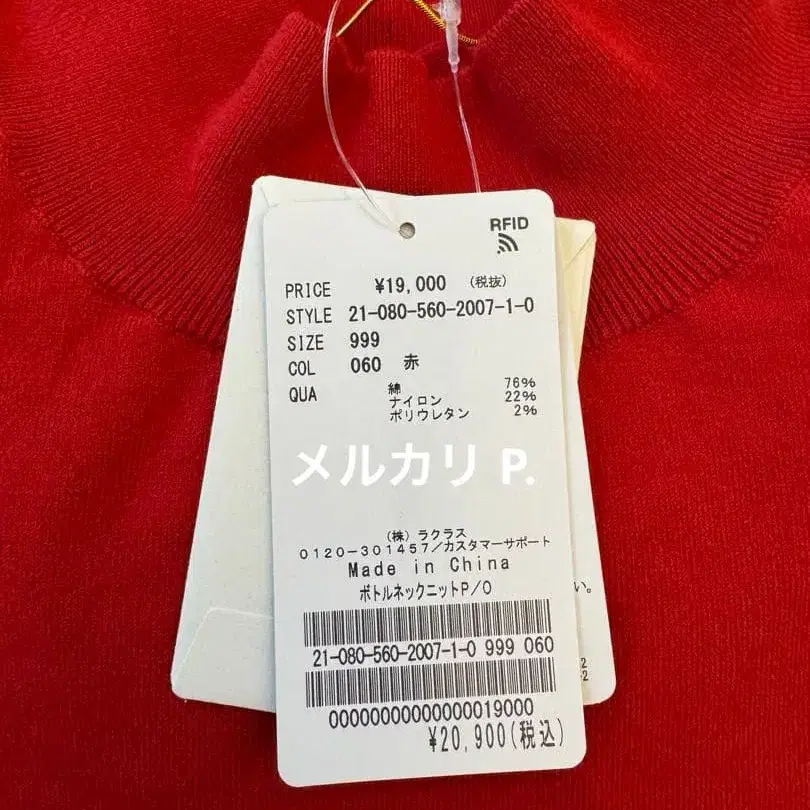 RFID
PRICE ¥19,000 (税抜)
STYLE 21-080-560-2007-1-0
SIZE 999
COL 060 赤
QUA 綿 76%
ナイロン 22%
ポリウレタン 2%
メルカリ P.
(株) ラクラス
0120-301457/カスタマーサポート
Made in China
ボトルネックニットP/O
い。
21-080-560-2007-1-0 999 060
2
2
00000000000000019000
¥20,900(税込)